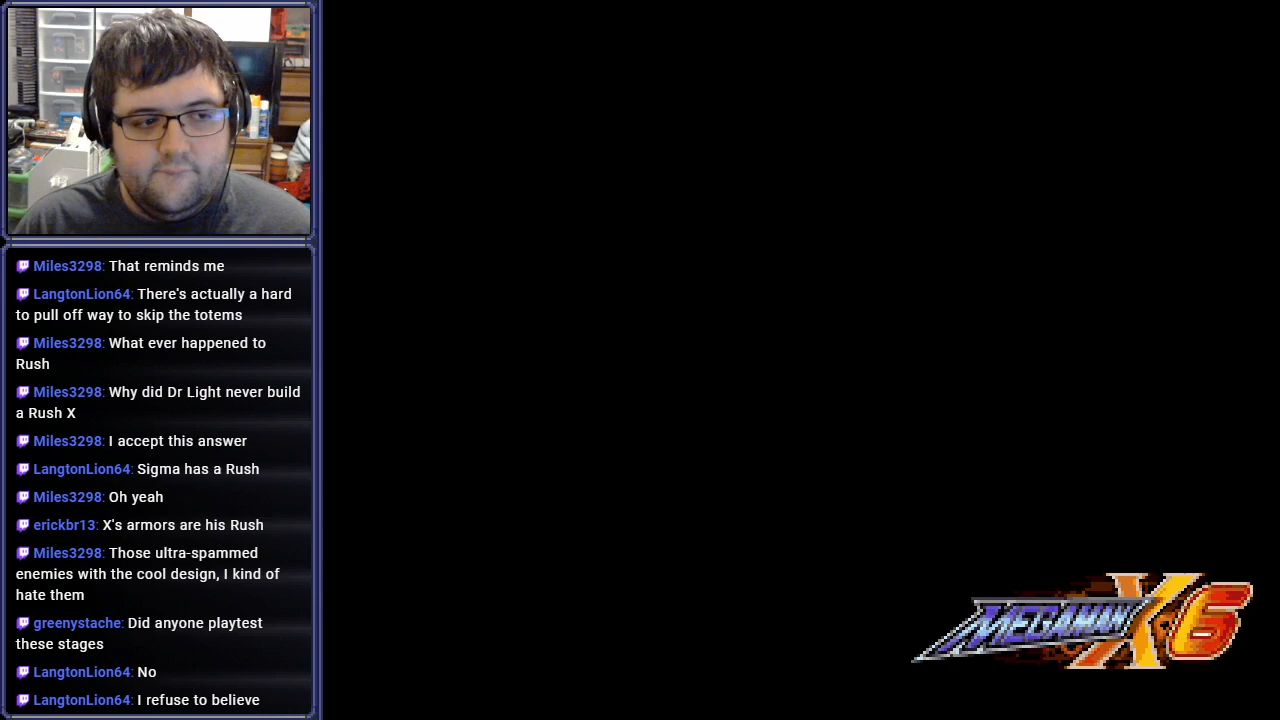 Miles3298: That reminds me
LangtonLion64: There's actually a hard
to pull off way to skip the totems
Miles3298: What ever happened to
Rush
Miles3298: Why did Dr Light never build
a Rush X
Miles3298: I accept this answer
LangtonLion64: Sigma has a Rush
Miles3298: Oh yeah
erickbr13: X's armors are his Rush
Miles3298: Those ultra-spammed
enemies with the cool design, I kind of
hate them
greenystache: Did anyone playtest
these stages
LangtonLion64: No
LangtonLion64: I refuse to believe
MEGAMAN X6